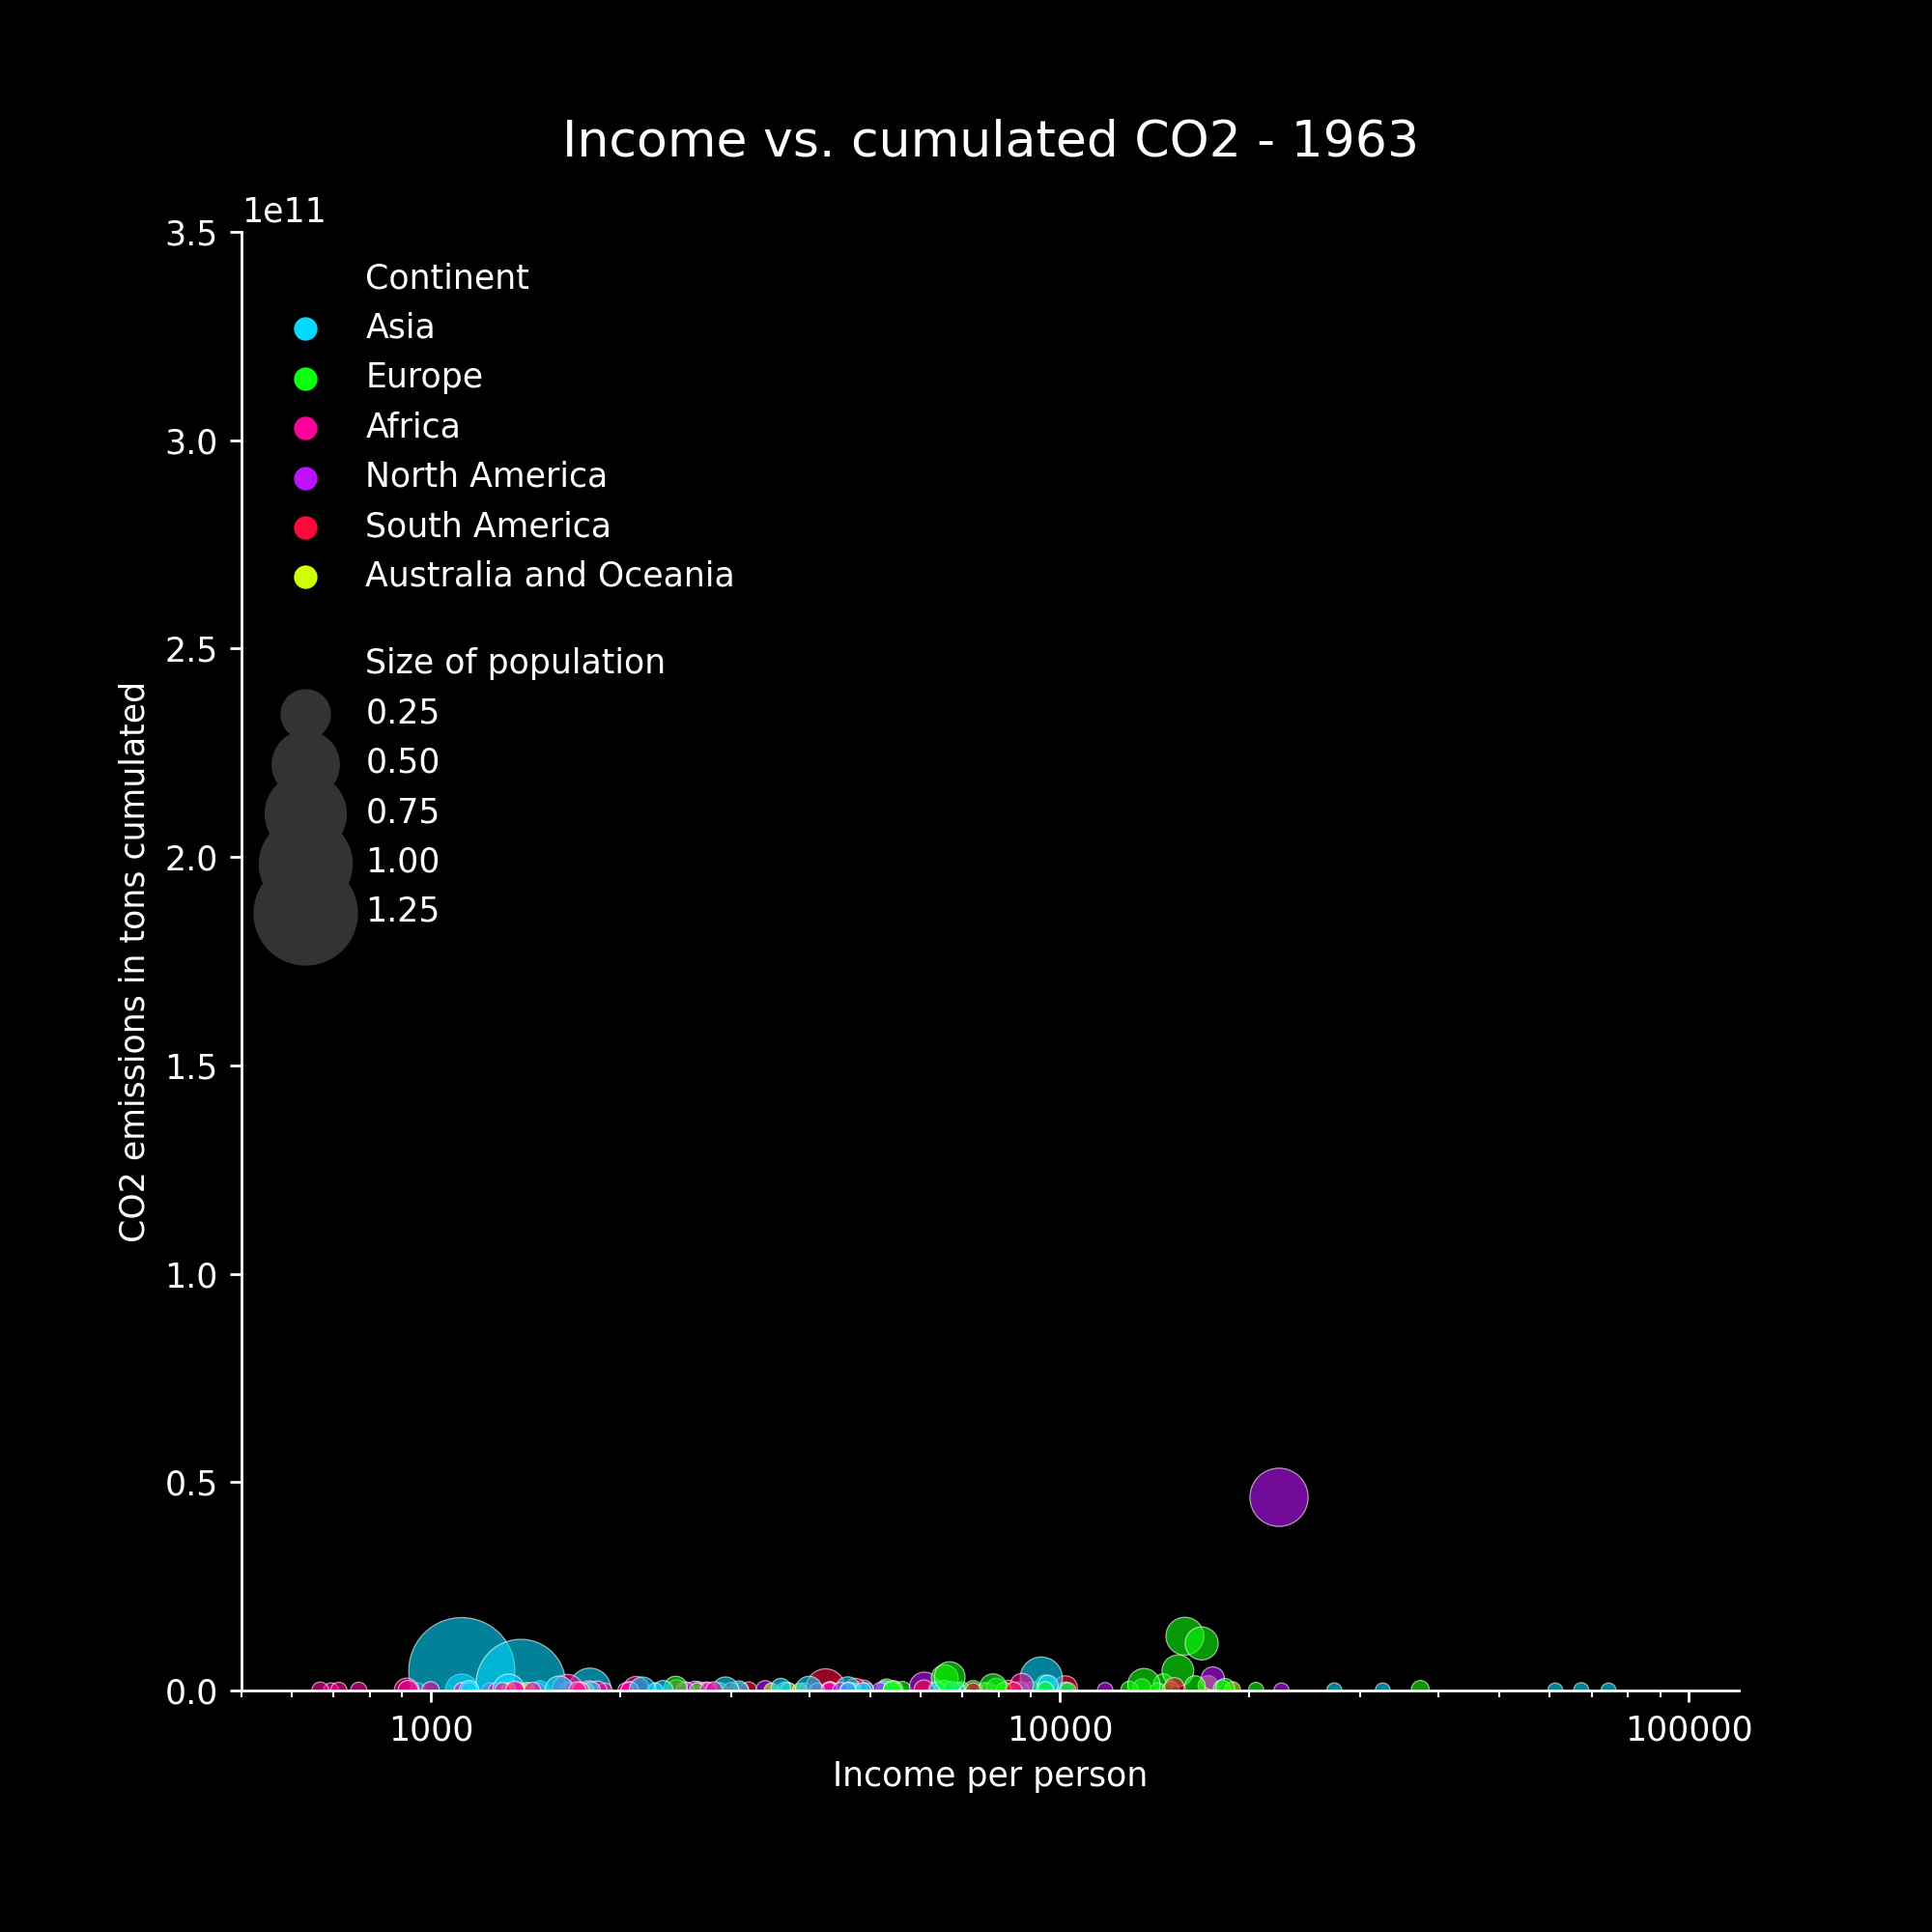 Income vs. cumulated CO2 - 1963
1e11
3.5
3.0
2.5
2.0
1.5
1.0
0.5
0.0
CO2 emissions in tons cumulated
Continent
Asia
Europe
Africa
North America
South America
Australia and Oceania
Size of population
0.25
0.50
0.75
1.00
1.25
1000
10000
100000
Income per person